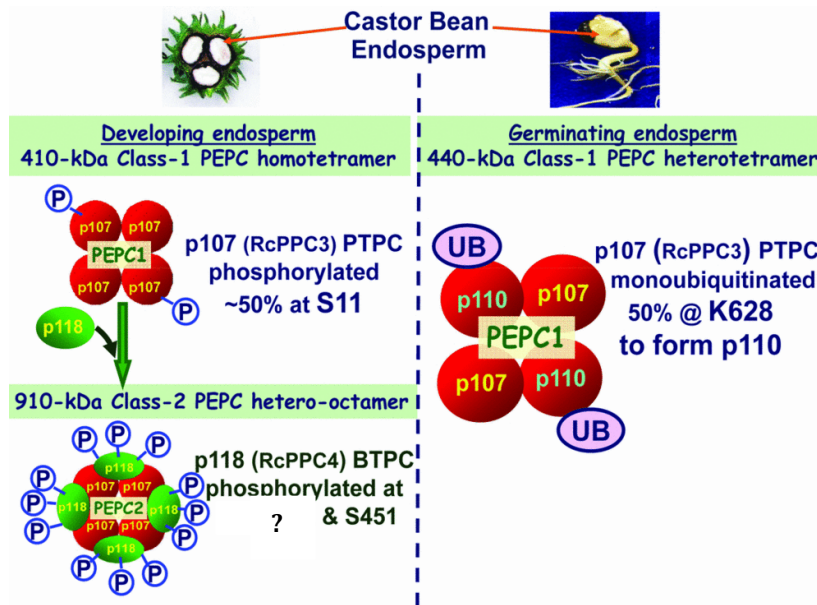 Castor Bean
Endosperm
Developing endosperm
410-kDa Class-1 PEPC homotetramer
P
p107 p107
PEPC1
p107 p107
P
p107 (RcPPC3) PTPC
phosphorylated
~50% at S11
p118
910-kDa Class-2 PEPC hetero-octamer
P P P
P P
p118
P p107 p107 P
P p118 PEPC2 p118 P
p107 p107 P
p118
P P P
p118 (RcPPC4) BTPC
phosphorylated at
? & S451
Germinating endosperm
440-kDa Class-1 PEPC heterotetramer
UB
p110 p107
PEPC1
p107 p110
UB
p107 (RcPPC3) PTPC
monoubiquitinated
50% @ K628
to form p110